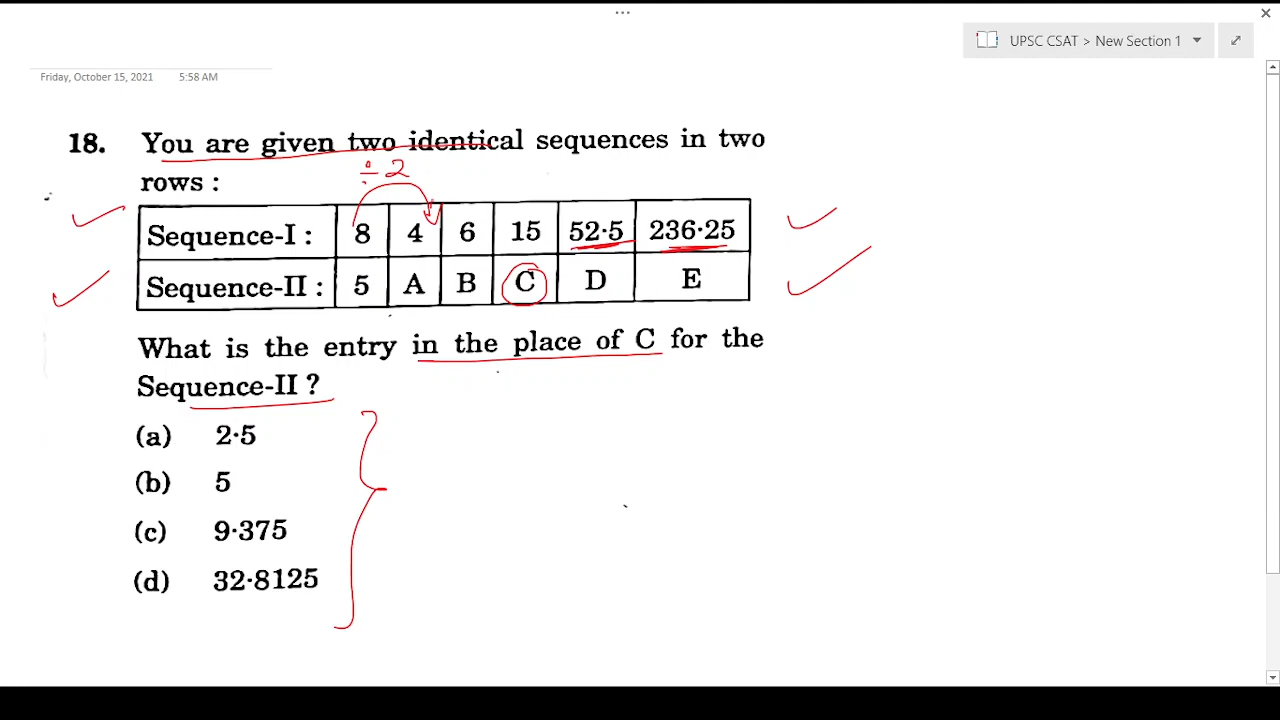 ...
UPSC CSAT > New Section 1
Friday, October 15, 2021 5:58 AM
18. You are given two identical sequences in two
rows :
÷ 2
Sequence-I : 8 4 6 15 52·5 236·25
Sequence-II : 5 A B C D E
What is the entry in the place of C for the
Sequence-II ?
(a) 2·5
(b) 5
(c) 9·375
(d) 32·8125